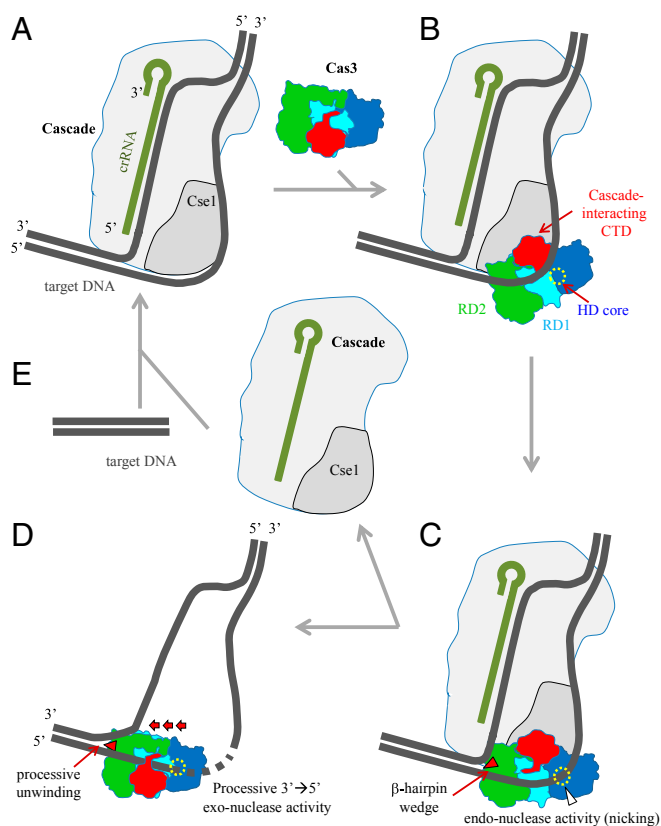 A
5’ 3’
Cas3
B
3’
Cascade
crRNA
Cse1
5’
3’
5’
target DNA
Cascade-
interacting
CTD
RD2
RD1
HD core
E
Cascade
target DNA
Cse1
D
5’ 3’
C
3’
5’
processive
unwinding
Processive 3’→5’
exo-nuclease activity
β-hairpin
wedge
endo-nuclease activity (nicking)